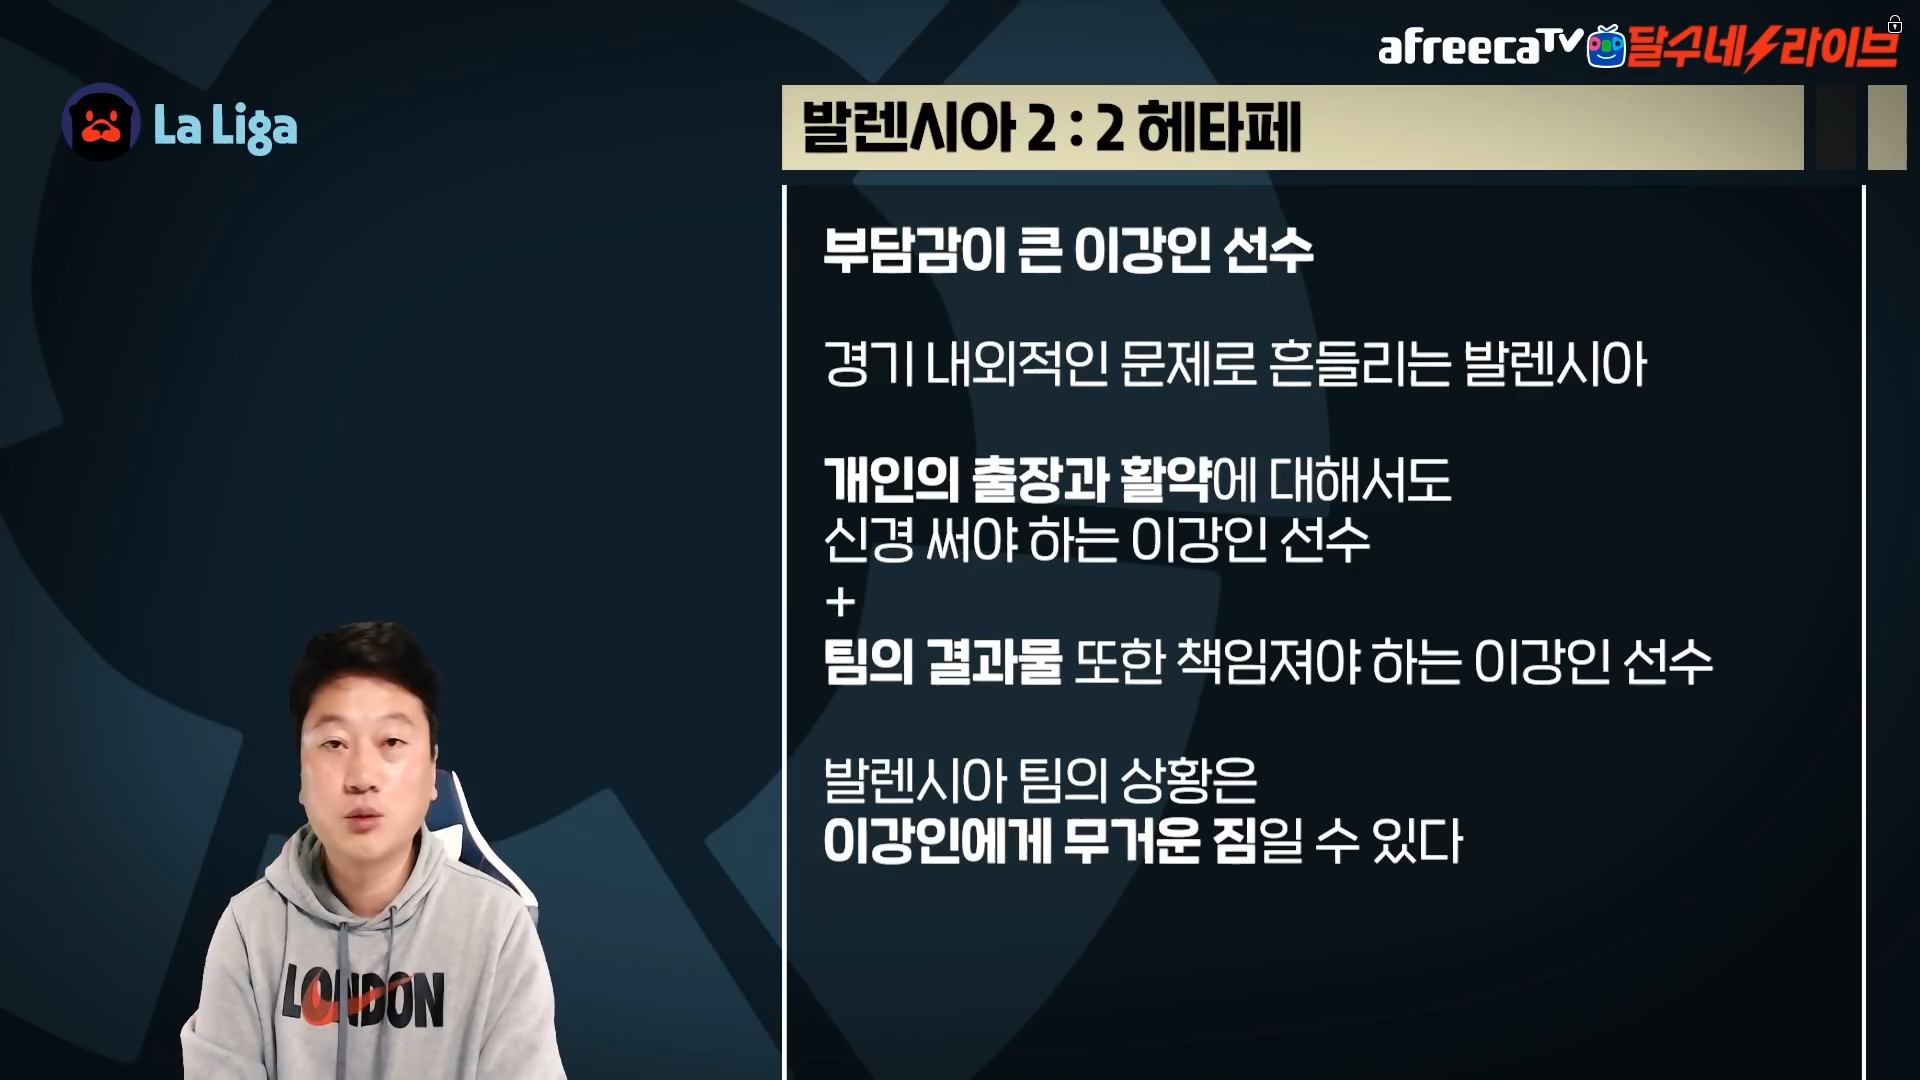 afreecaTV 달수네라이브
La Liga
발렌시아 2 : 2 헤타페
부담감이 큰 이강인 선수
경기 내외적인 문제로 흔들리는 발렌시아
개인의 출장과 활약에 대해서도
신경 써야 하는 이강인 선수
+
팀의 결과물 또한 책임져야 하는 이강인 선수
발렌시아 팀의 상황은
이강인에게 무거운 짐일 수 있다
LONDON